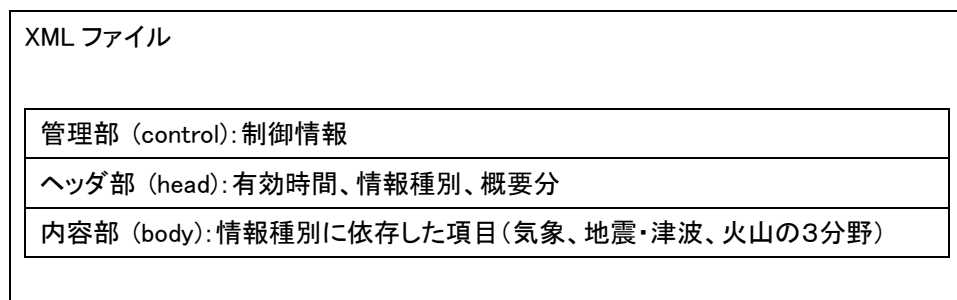 XML ファイル
管理部 (control):制御情報
ヘッダ部 (head):有効時間、情報種別、概要分
内容部 (body):情報種別に依存した項目(気象、地震・津波、火山の3分野)